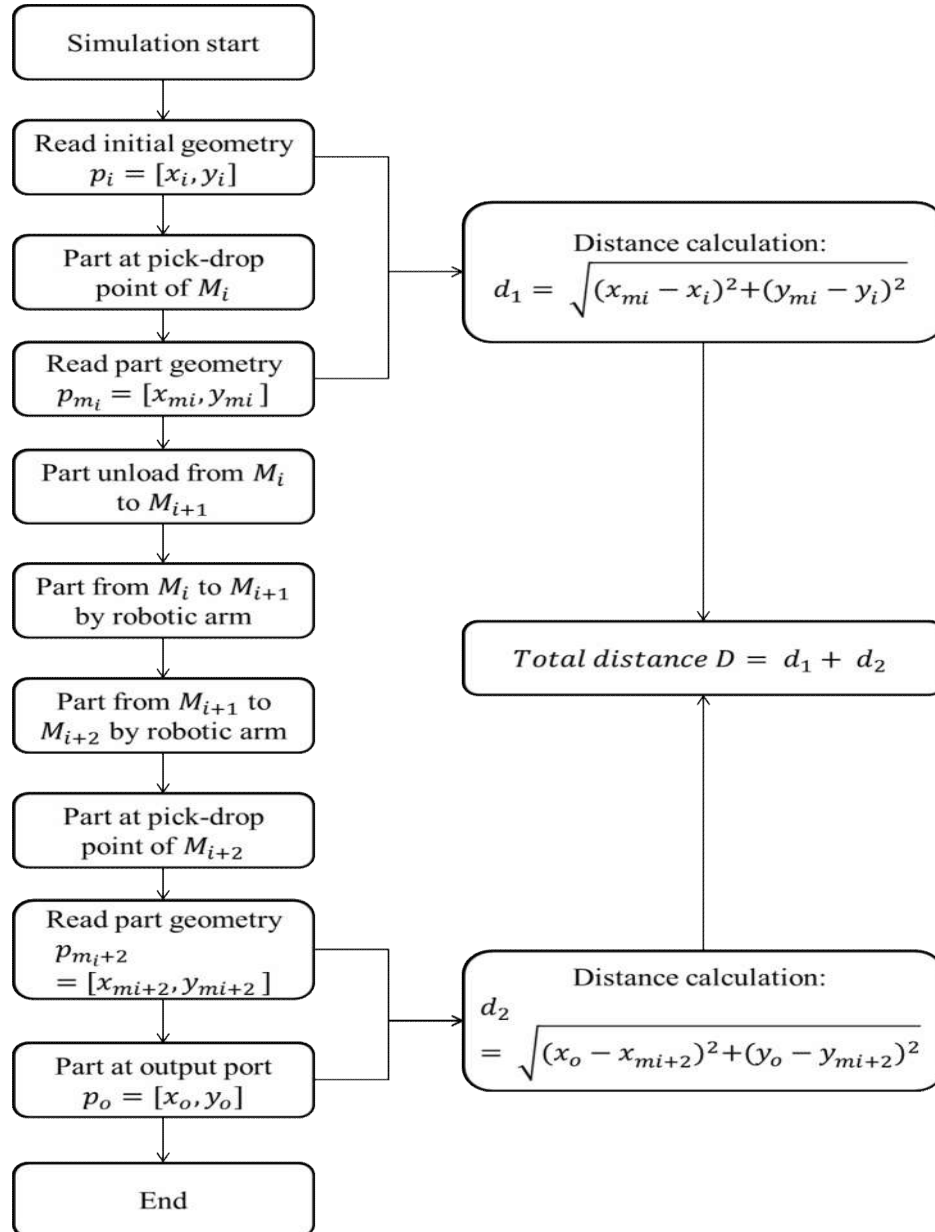 Simulation start
Read initial geometry
p_i = [x_i, y_i]
Part at pick-drop
point of M_i
Read part geometry
p_{m_i} = [x_{mi}, y_{mi}]
Part unload from M_i
to M_{i+1}
Part from M_i to M_{i+1}
by robotic arm
Part from M_{i+1} to
M_{i+2} by robotic arm
Part at pick-drop
point of M_{i+2}
Read part geometry
p_{m_i+2}
= [x_{mi+2}, y_{mi+2}]
Part at output port
p_o = [x_o, y_o]
End
Distance calculation:
d_1 = √((x_{mi} − x_i)²+(y_{mi} − y_i)²)
Total distance D = d_1 + d_2
Distance calculation:
d_2
= √((x_o − x_{mi+2})²+(y_o − y_{mi+2})²)